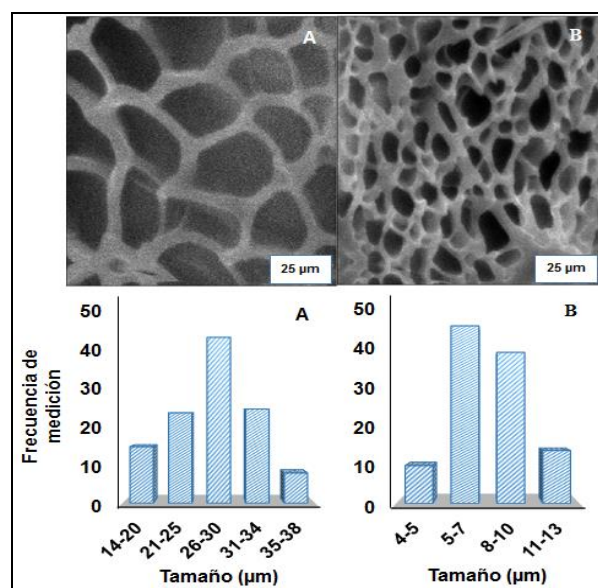 A
B
25 µm
25 µm
A
B
Frecuencia de
medición
50
40
30
20
10
0
14-20
21-25
26-30
31-34
35-38
Tamaño (µm)
50
40
30
20
10
0
4-5
5-7
8-10
11-13
Tamaño (µm)